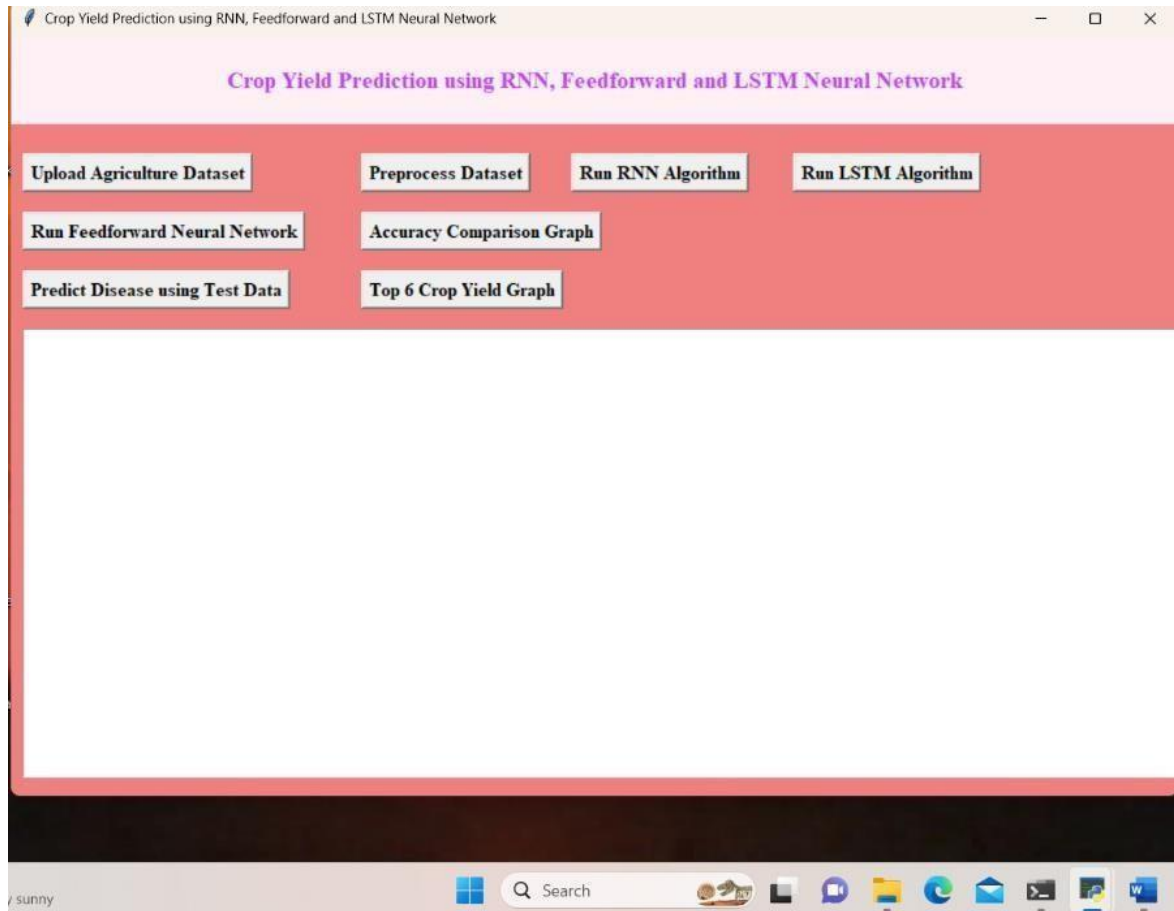 Crop Yield Prediction using RNN, Feedforward and LSTM Neural Network
Crop Yield Prediction using RNN, Feedforward and LSTM Neural Network
Upload Agriculture Dataset Preprocess Dataset Run RNN Algorithm Run LSTM Algorithm
Run Feedforward Neural Network Accuracy Comparison Graph
Predict Disease using Test Data Top 6 Crop Yield Graph
Search
sunny